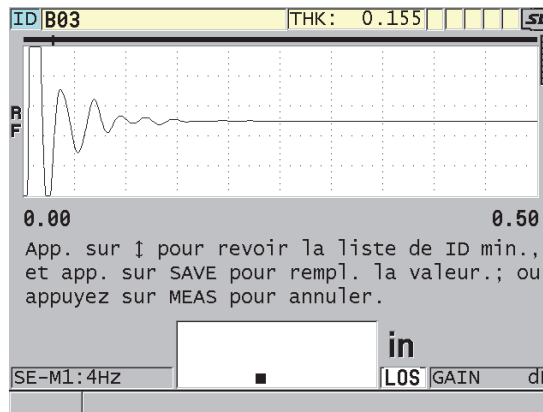 ID B03 THK: 0.155
RF
0.00 0.50
App. sur ↕ pour revoir la liste de ID min.,
et app. sur SAVE pour rempl. la valeur.; ou
appuyez sur MEAS pour annuler.
in
SE-M1:4Hz LOS GAIN